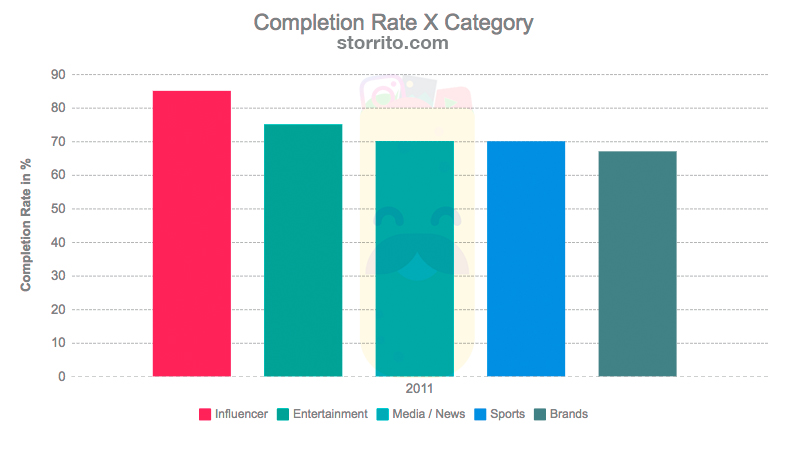 Completion Rate X Category
storrito.com
Completion Rate in %
90
80
70
60
50
40
30
20
10
0
2011
Influencer Entertainment Media / News Sports Brands